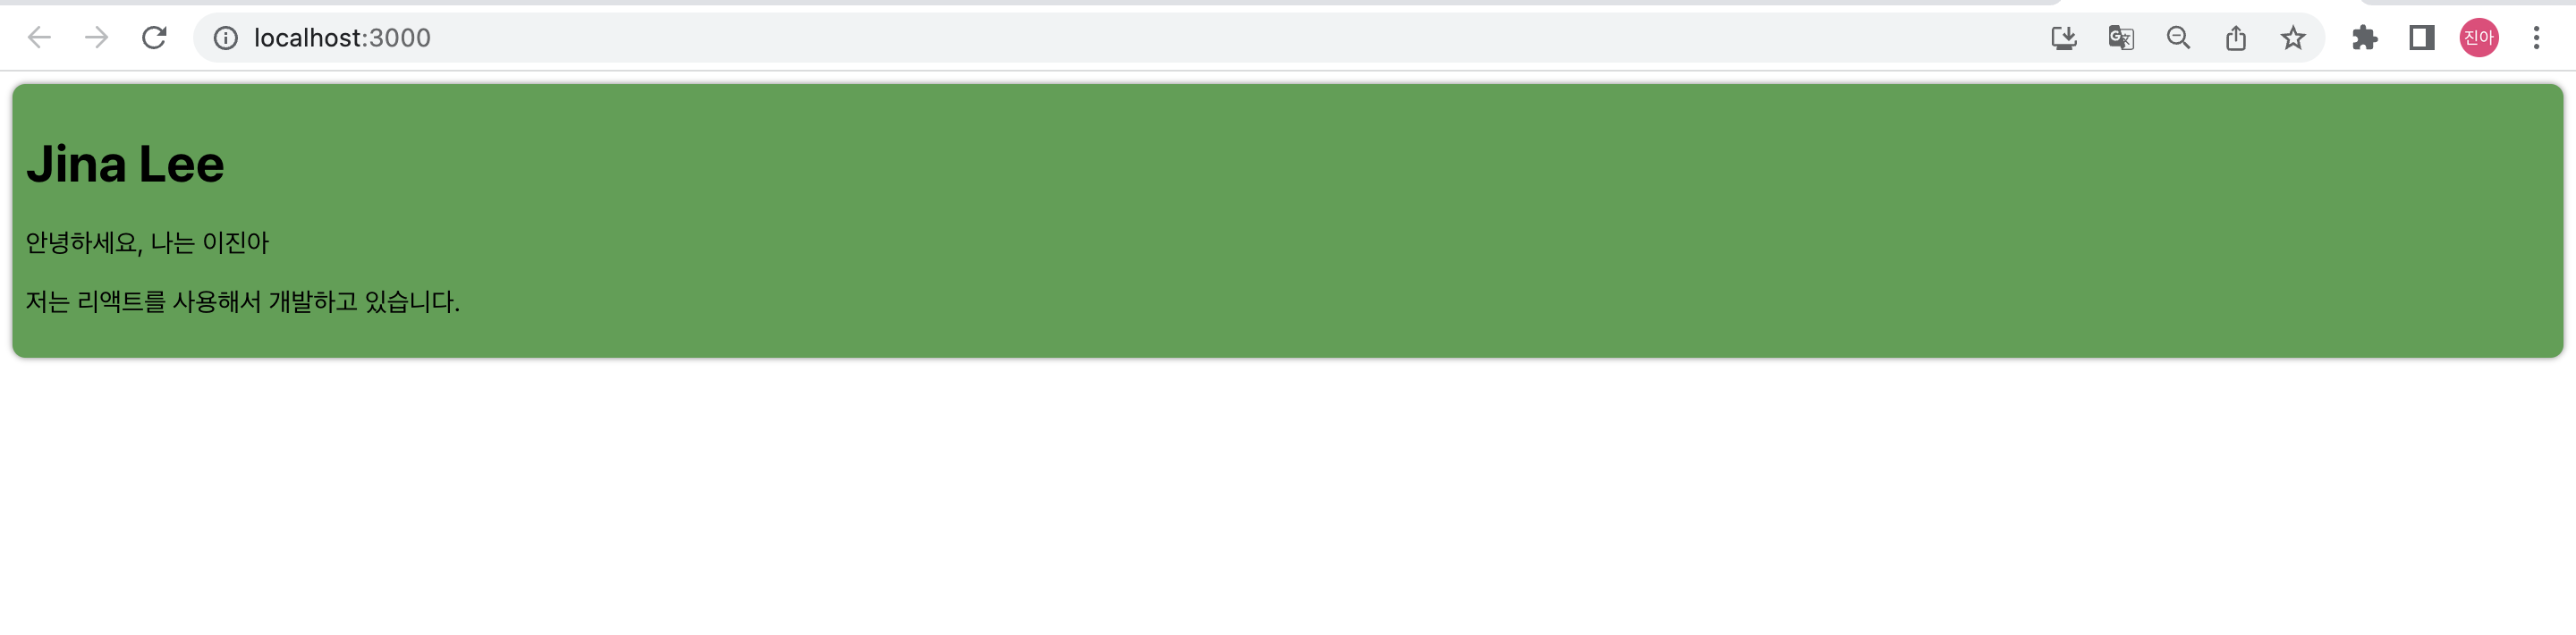 localhost:3000
진아
Jina Lee
안녕하세요, 나는 이진아
저는 리액트를 사용해서 개발하고 있습니다.